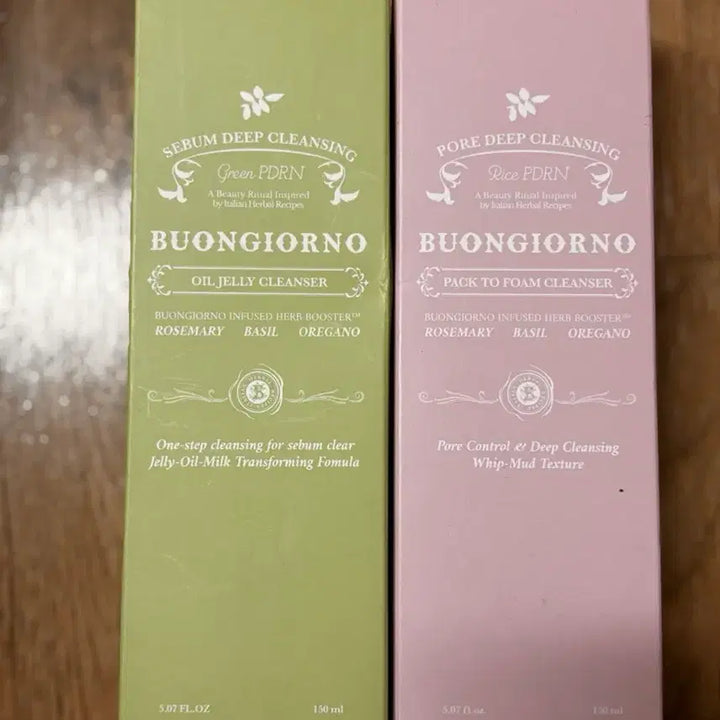 SEBUM DEEP CLEANSING
Green PDRN
A Beauty Ritual Inspired
by Italian Herbal Recipes
BUONGIORNO
OIL JELLY CLEANSER
BUONGIORNO INFUSED HERB BOOSTER™
ROSEMARY BASIL OREGANO
B
One-step cleansing for sebum clear
Jelly-Oil-Milk Transforming Fomula
5.07 FL.OZ 150 ml
PORE DEEP CLEANSING
Rice PDRN
A Beauty Ritual Inspired
by Italian Herbal Recipes
BUONGIORNO
PACK TO FOAM CLEANSER
BUONGIORNO INFUSED HERB BOOSTER™
ROSEMARY BASIL OREGANO
B
Pore Control & Deep Cleansing
Whip-Mud Texture
5.07 fl.oz. 150 ml